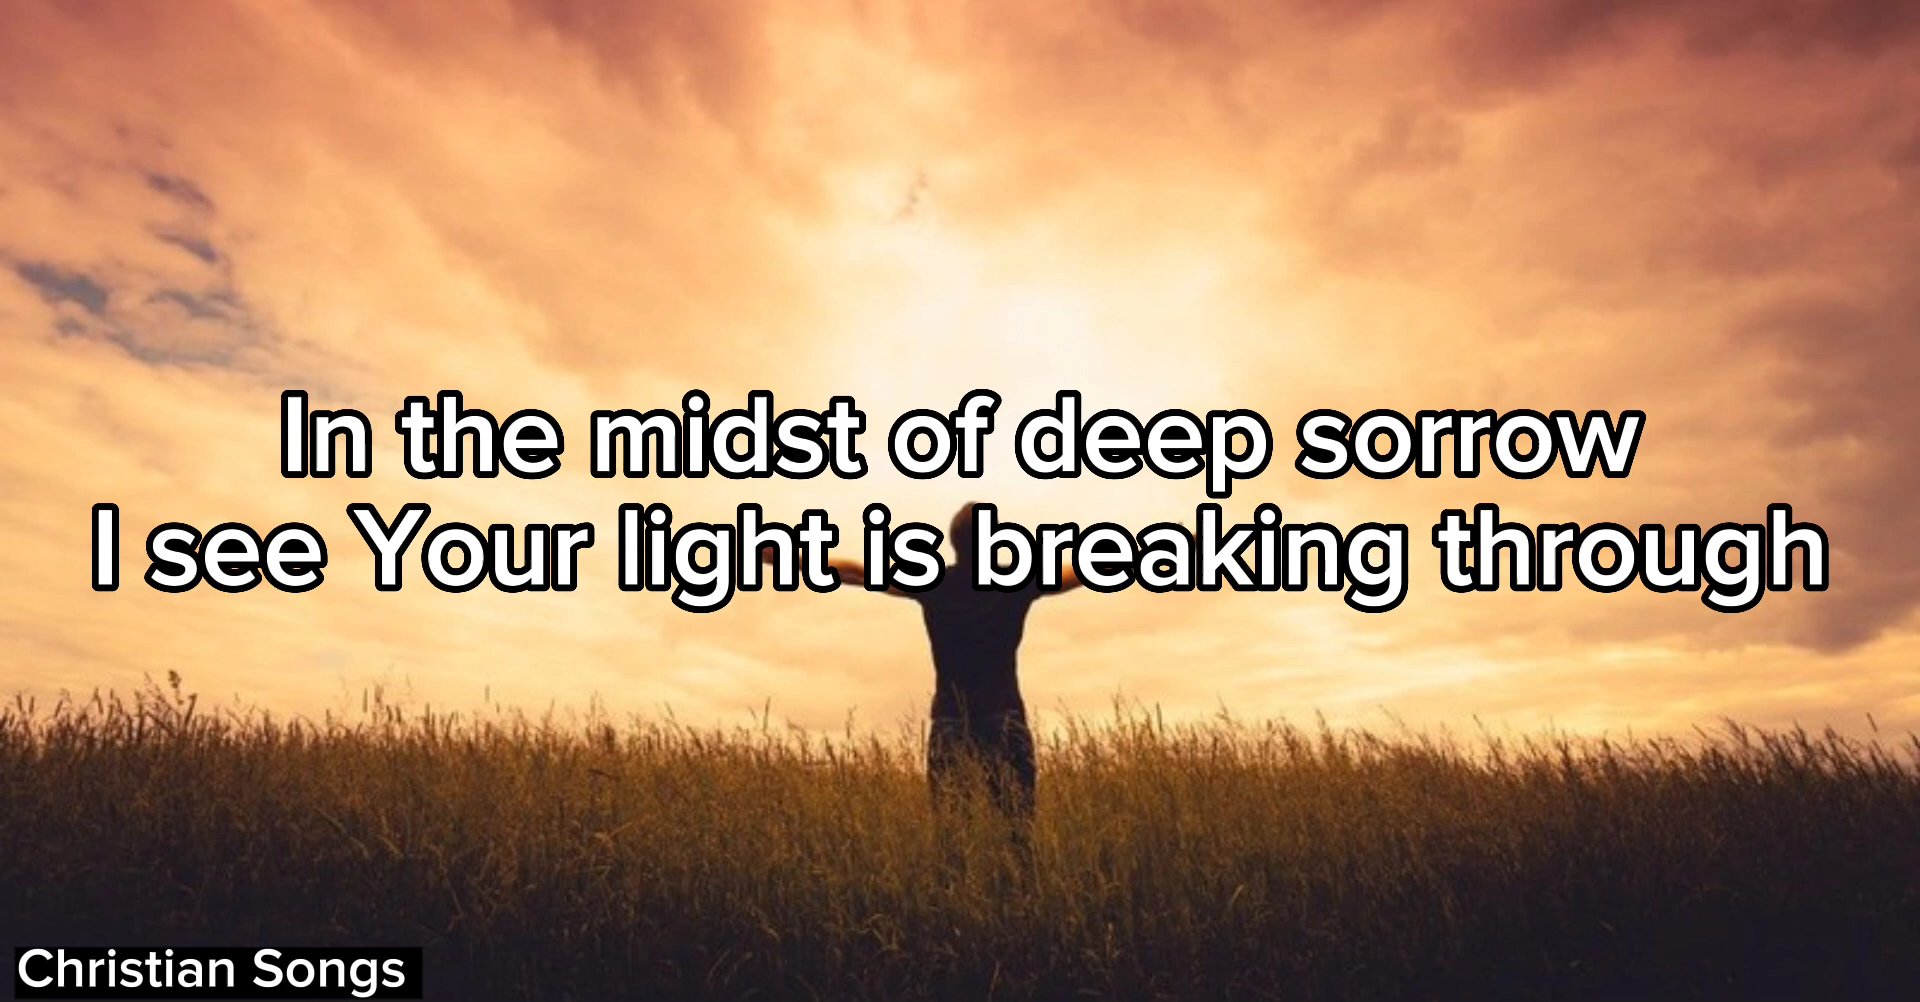 In the midst of deep sorrow
I see Your light is breaking through
Christian Songs